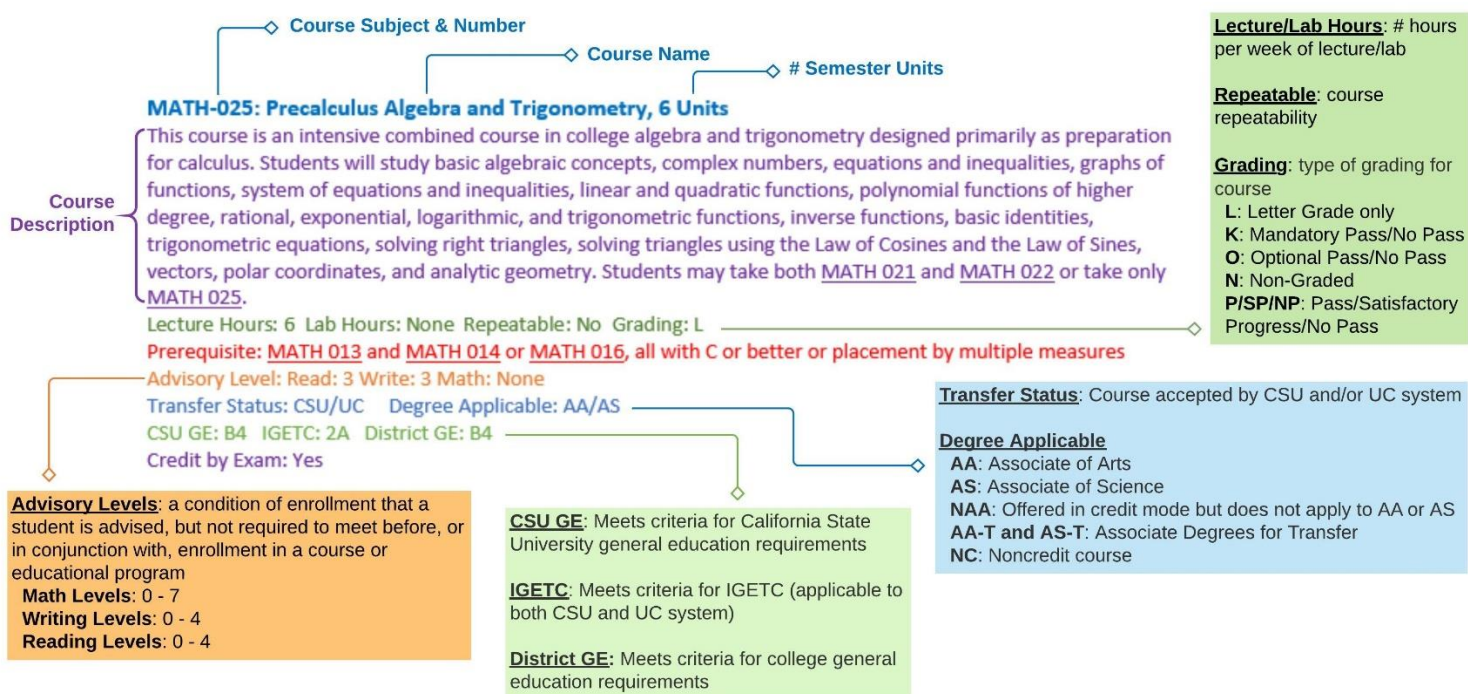 Course Subject & Number
Course Name
# Semester Units
MATH-025: Precalculus Algebra and Trigonometry, 6 Units
Course
Description
This course is an intensive combined course in college algebra and trigonometry designed primarily as preparation
for calculus. Students will study basic algebraic concepts, complex numbers, equations and inequalities, graphs of
functions, system of equations and inequalities, linear and quadratic functions, polynomial functions of higher
degree, rational, exponential, logarithmic, and trigonometric functions, inverse functions, basic identities,
trigonometric equations, solving right triangles, solving triangles using the Law of Cosines and the Law of Sines,
vectors, polar coordinates, and analytic geometry. Students may take both MATH 021 and MATH 022 or take only
MATH 025.
Lecture Hours: 6 Lab Hours: None Repeatable: No Grading: L
Prerequisite: MATH 013 and MATH 014 or MATH 016, all with C or better or placement by multiple measures
Advisory Level: Read: 3 Write: 3 Math: None
Transfer Status: CSU/UC Degree Applicable: AA/AS
CSU GE: B4 IGETC: 2A District GE: B4
Credit by Exam: Yes
Lecture/Lab Hours: # hours
per week of lecture/lab
Repeatable: course
repeatability
Grading: type of grading for
course
L: Letter Grade only
K: Mandatory Pass/No Pass
O: Optional Pass/No Pass
N: Non-Graded
P/SP/NP: Pass/Satisfactory
Progress/No Pass
Transfer Status: Course accepted by CSU and/or UC system
Degree Applicable
AA: Associate of Arts
AS: Associate of Science
NAA: Offered in credit mode but does not apply to AA or AS
AA-T and AS-T: Associate Degrees for Transfer
NC: Noncredit course
Advisory Levels: a condition of enrollment that a
student is advised, but not required to meet before, or
in conjunction with, enrollment in a course or
educational program
Math Levels: 0 - 7
Writing Levels: 0 - 4
Reading Levels: 0 - 4
CSU GE: Meets criteria for California State
University general education requirements
IGETC: Meets criteria for IGETC (applicable to
both CSU and UC system)
District GE: Meets criteria for college general
education requirements